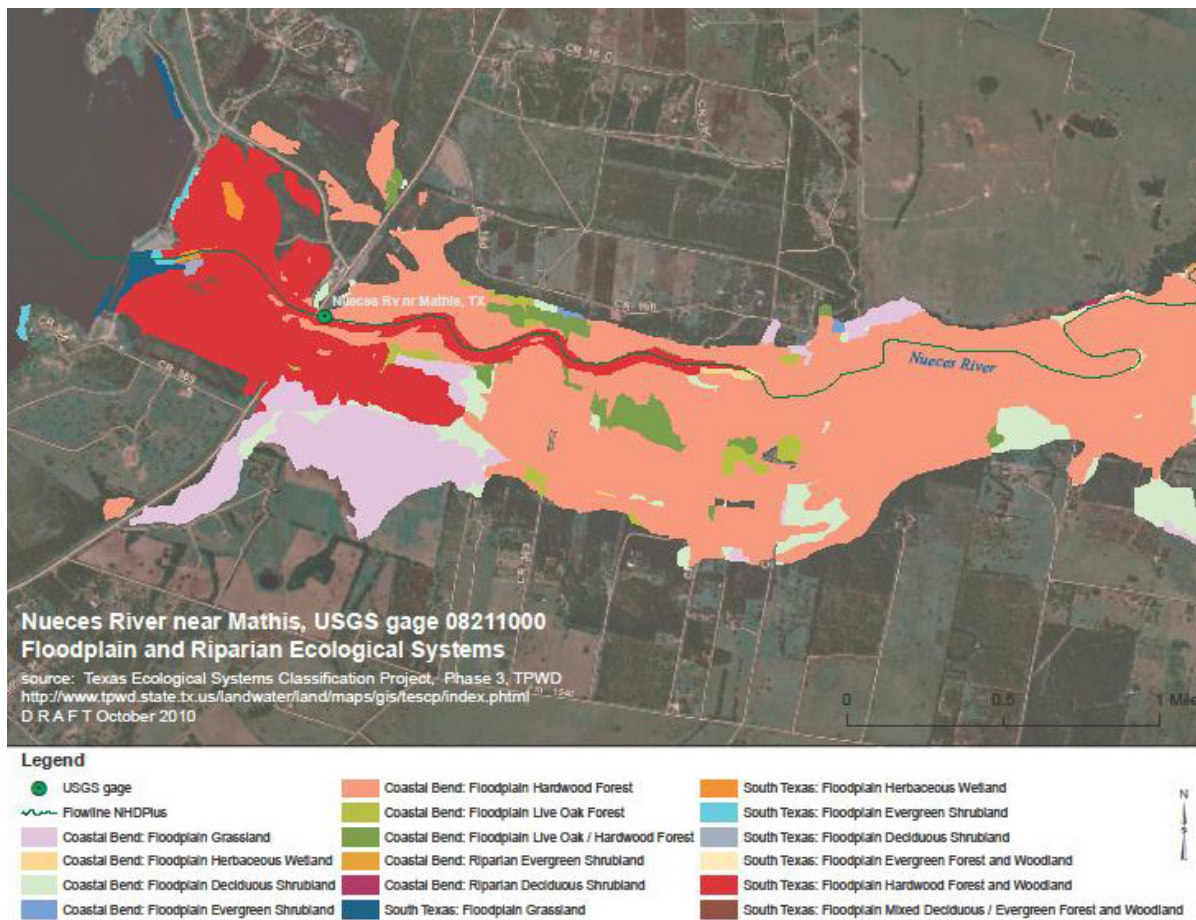 CR 360
Nueces Rv nr Mathis, TX
CR 969
Nueces River
Nueces River near Mathis, USGS gage 08211000
Floodplain and Riparian Ecological Systems
source: Texas Ecological Systems Classification Project, Phase 3, TPWD
http://www.tpwd.state.tx.us/landwater/land/maps/gis/tescp/index.phtml
D R A F T October 2010
0 0.5 1 Mile
Legend
N
USGS gage
Flowline NHDPlus
Coastal Bend: Floodplain Grassland
Coastal Bend: Floodplain Herbaceous Wetland
Coastal Bend: Floodplain Deciduous Shrubland
Coastal Bend: Floodplain Evergreen Shrubland
Coastal Bend: Floodplain Hardwood Forest
Coastal Bend: Floodplain Live Oak Forest
Coastal Bend: Floodplain Live Oak / Hardwood Forest
Coastal Bend: Riparian Evergreen Shrubland
Coastal Bend: Riparian Deciduous Shrubland
South Texas: Floodplain Grassland
South Texas: Floodplain Herbaceous Wetland
South Texas: Floodplain Evergreen Shrubland
South Texas: Floodplain Deciduous Shrubland
South Texas: Floodplain Evergreen Forest and Woodland
South Texas: Floodplain Hardwood Forest and Woodland
South Texas: Floodplain Mixed Deciduous / Evergreen Forest and Woodland